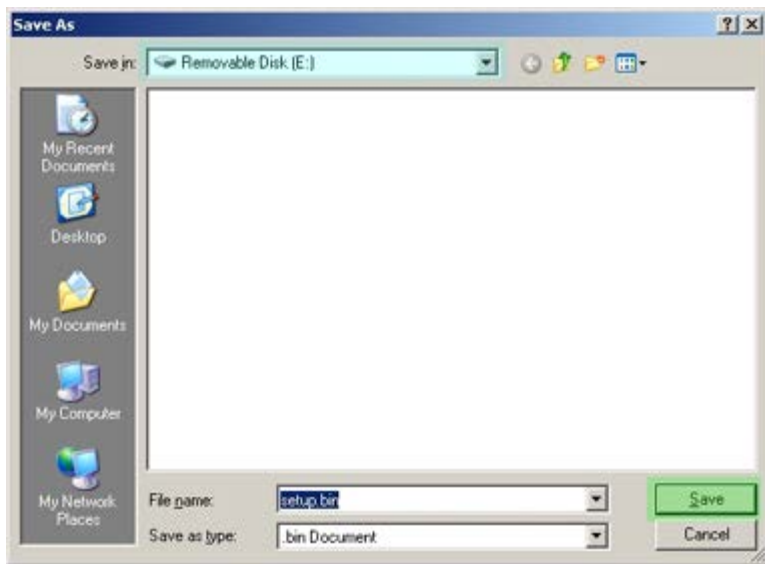 Save As
Save in:
Removable Disk (E:)
My Recent
Documents
Desktop
My Documents
My Computer
My Network
Places
File name:
setup.bin
Save
Save as type:
.bin Document
Cancel